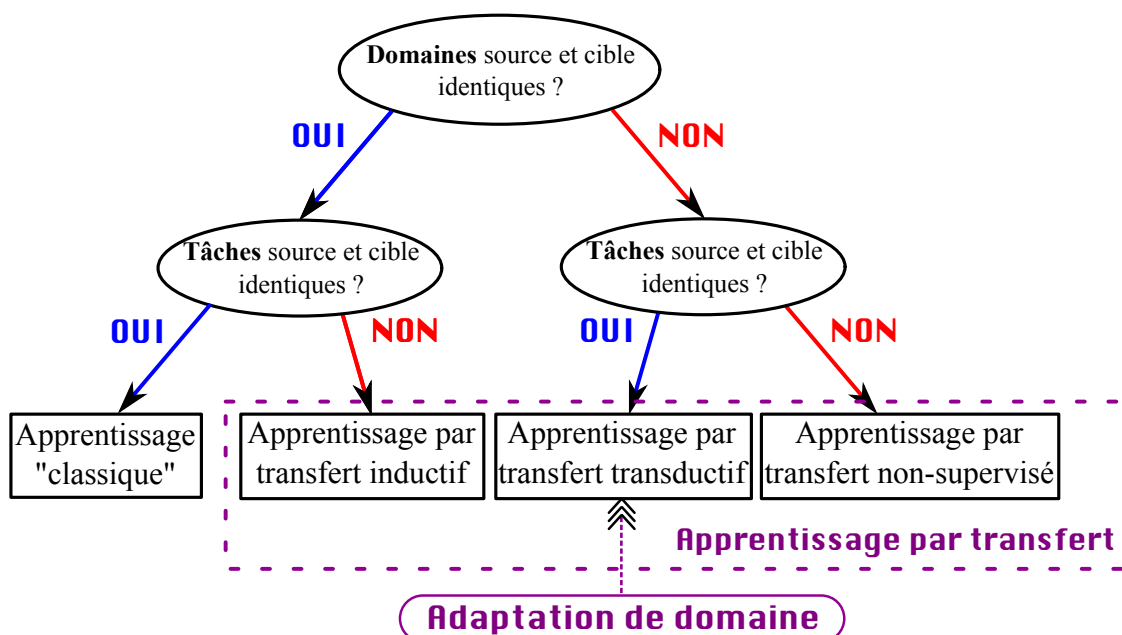 Domaines source et cible
identiques ?
OUI
NON
Tâches source et cible
identiques ?
Tâches source et cible
identiques ?
OUI
NON
OUI
NON
Apprentissage
"classique"
Apprentissage par
transfert inductif
Apprentissage par
transfert transductif
Apprentissage par
transfert non-supervisé
Apprentissage par transfert
Adaptation de domaine